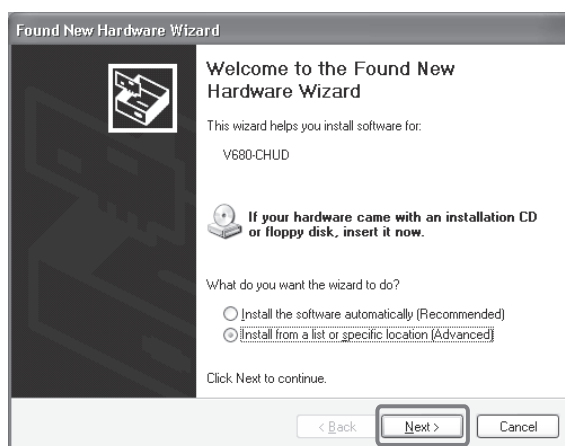 Found New Hardware Wizard
Welcome to the Found New
Hardware Wizard
This wizard helps you install software for:
V680-CHUD
If your hardware came with an installation CD
or floppy disk, insert it now.
What do you want the wizard to do?
Install the software automatically (Recommended)
Install from a list or specific location (Advanced)
Click Next to continue.
< Back Next > Cancel